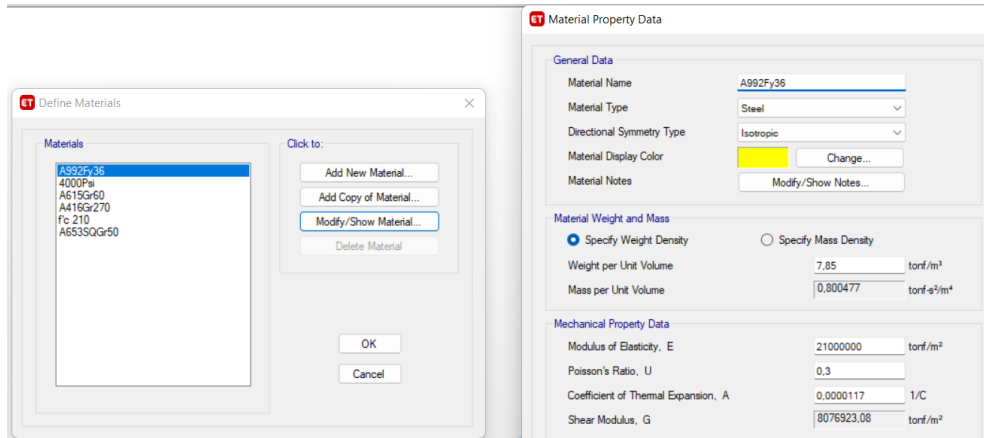 ET Define Materials
Materials
A992Fy36
4000Psi
A615Gr60
A416Gr270
f'c 210
A653SQGr50
Click to:
Add New Material...
Add Copy of Material...
Modify/Show Material...
Delete Material
OK
Cancel
ET Material Property Data
General Data
Material Name A992Fy36
Material Type Steel
Directional Symmetry Type Isotropic
Material Display Color Change...
Material Notes Modify/Show Notes...
Material Weight and Mass
Specify Weight Density Specify Mass Density
Weight per Unit Volume 7,85 tonf/m³
Mass per Unit Volume 0,800477 tonf-s²/m⁴
Mechanical Property Data
Modulus of Elasticity, E 21000000 tonf/m²
Poisson's Ratio, U 0,3
Coefficient of Thermal Expansion, A 0,0000117 1/C
Shear Modulus, G 8076923,08 tonf/m²